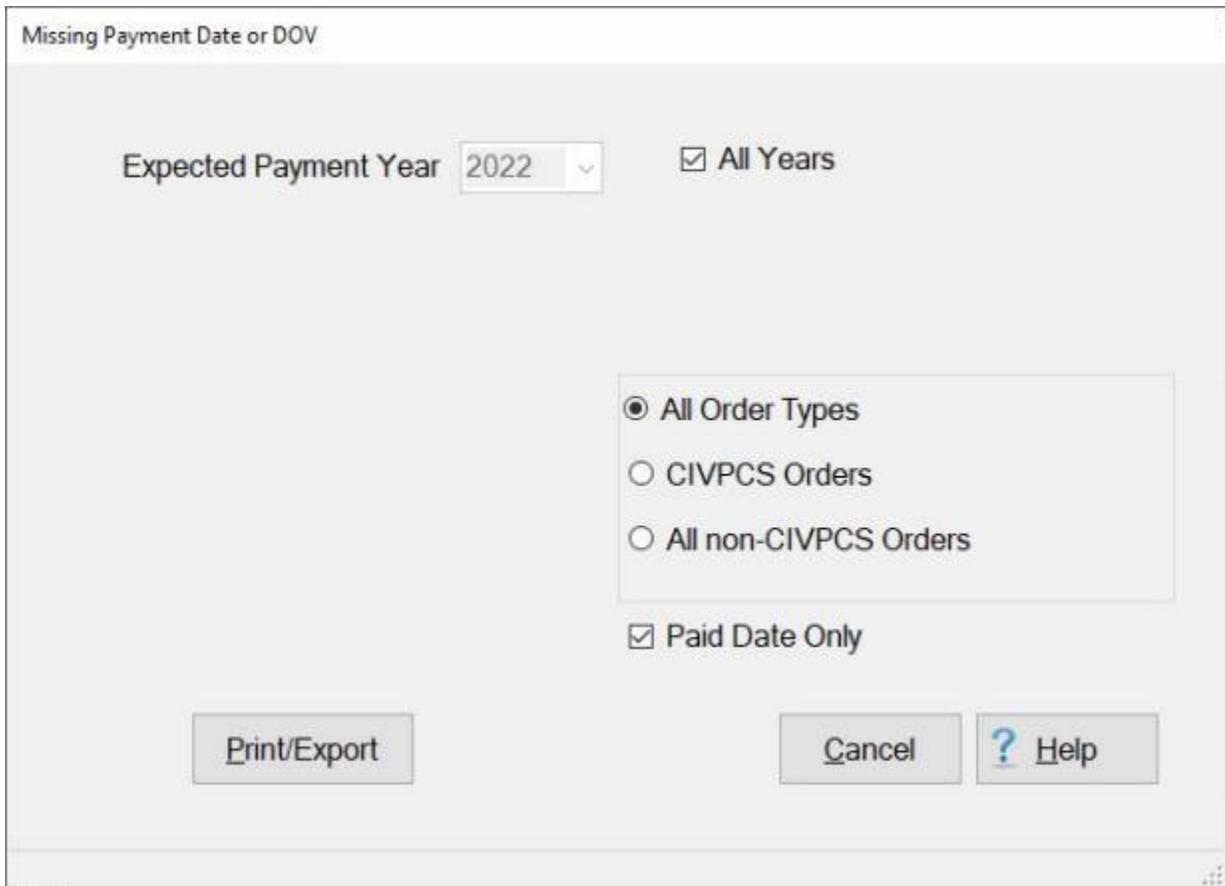 Missing Payment Date or DOV
Expected Payment Year 2022 All Years
All Order Types
CIVPCS Orders
All non-CIVPCS Orders
Paid Date Only
Print/Export Cancel ? Help